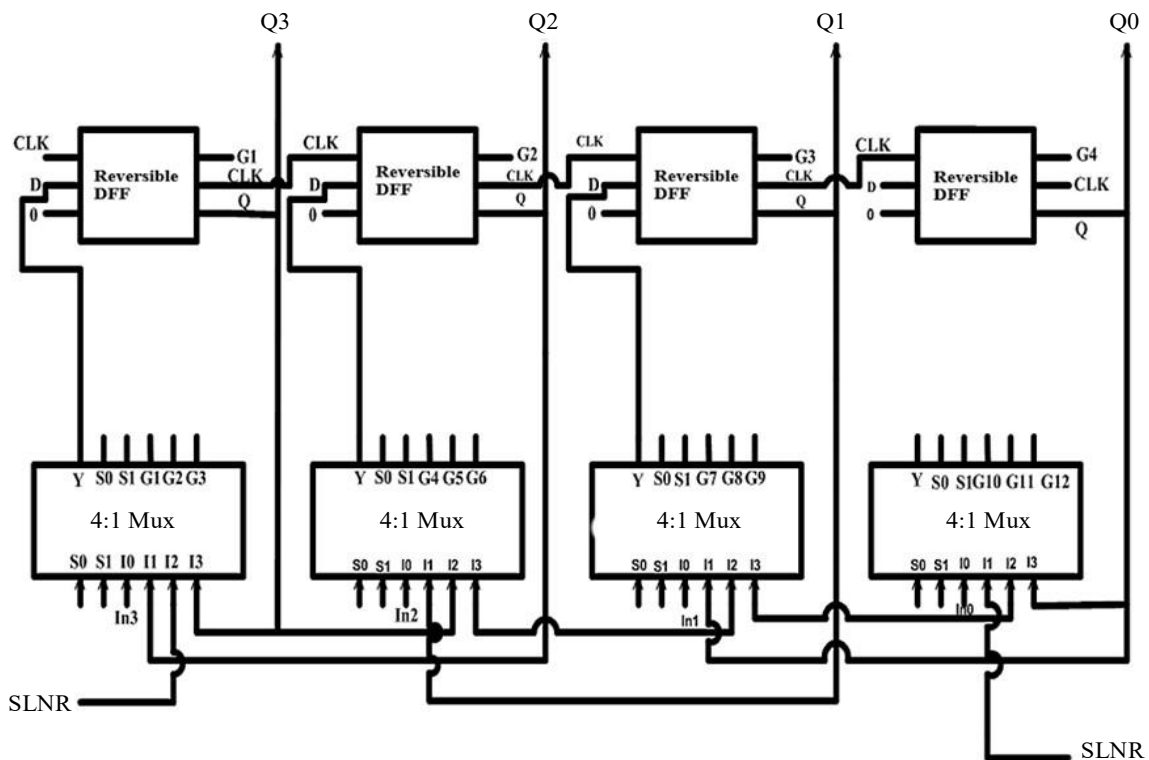 Q3 Q2 Q1 Q0
CLK G1 CLK G2 CLK G3 CLK G4
D Reversible DFF CLK D Reversible DFF CLK D Reversible DFF CLK D Reversible DFF CLK
0 Q 0 Q 0 Q 0 Q
Y S0 S1 G1 G2 G3 Y S0 S1 G4 G5 G6 Y S0 S1 G7 G8 G9 Y S0 S1 G10 G11 G12
4:1 Mux 4:1 Mux 4:1 Mux 4:1 Mux
S0 S1 I0 I1 I2 I3 S0 S1 I0 I1 I2 I3 S0 S1 I0 I1 I2 I3 S0 S1 I0 I1 I2 I3
In3 In2 In1 In0
SLNR
SLNR